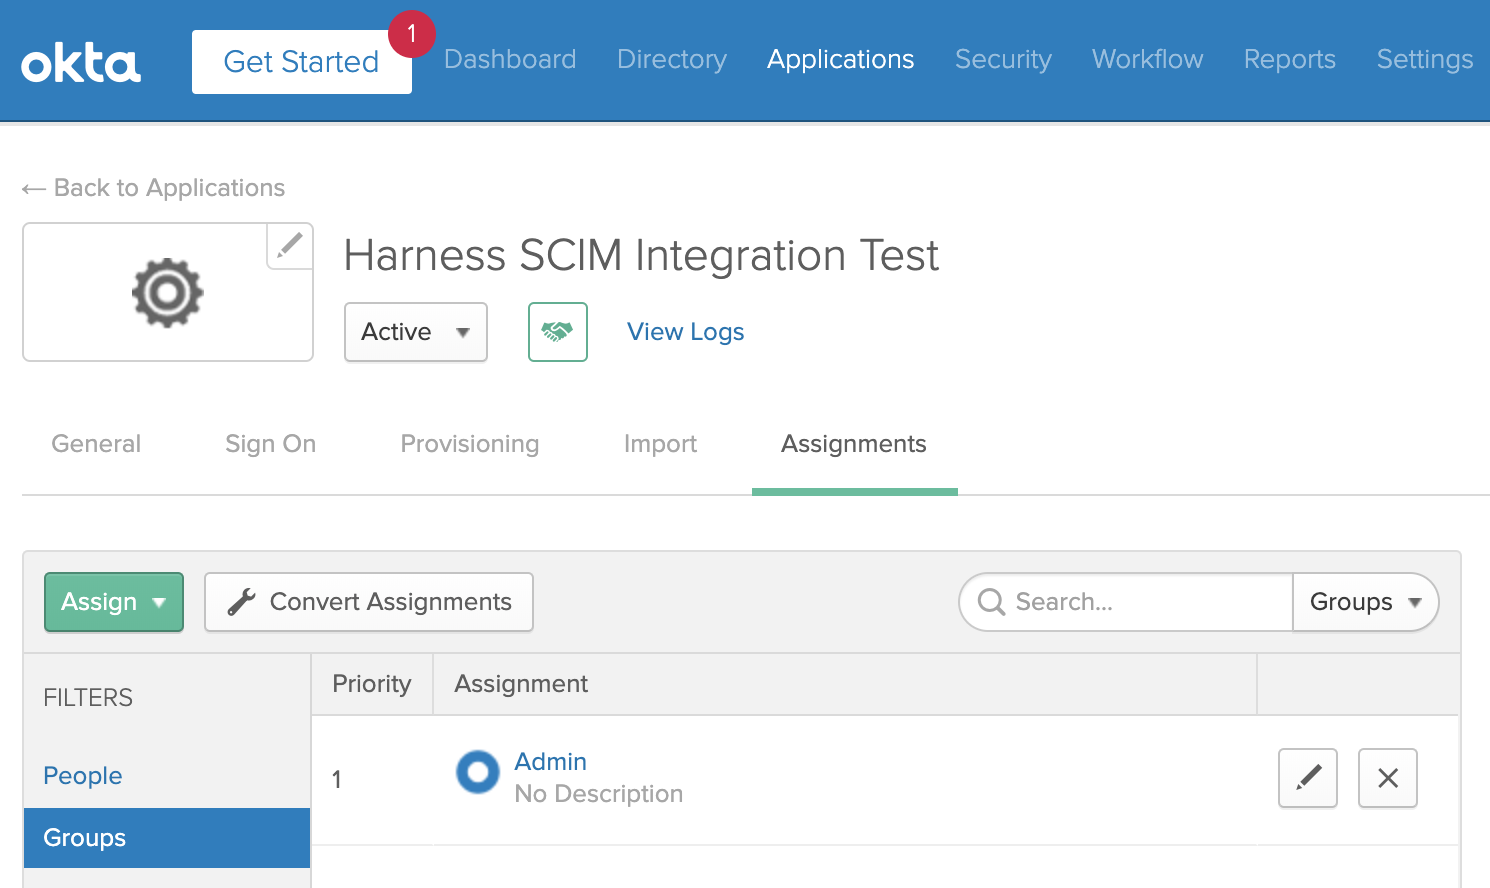 okta
Get Started
1
Dashboard
Directory
Applications
Security
Workflow
Reports
Settings
← Back to Applications
Harness SCIM Integration Test
Active
View Logs
General
Sign On
Provisioning
Import
Assignments
Assign
Convert Assignments
Search...
Groups
FILTERS
People
Groups
Priority
Assignment
1
Admin
No Description